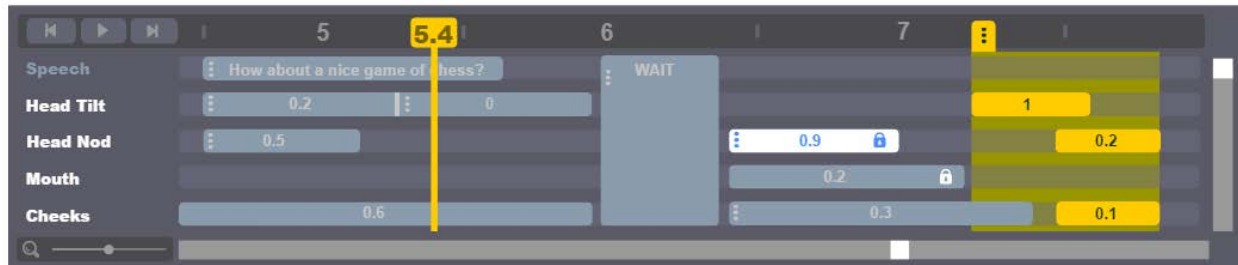 5 5.4 6 7
Speech How about a nice game of chess? WAIT
Head Tilt 0.2 0 1
Head Nod 0.5 0.9 0.2
Mouth 0.2
Cheeks 0.6 0.3 0.1